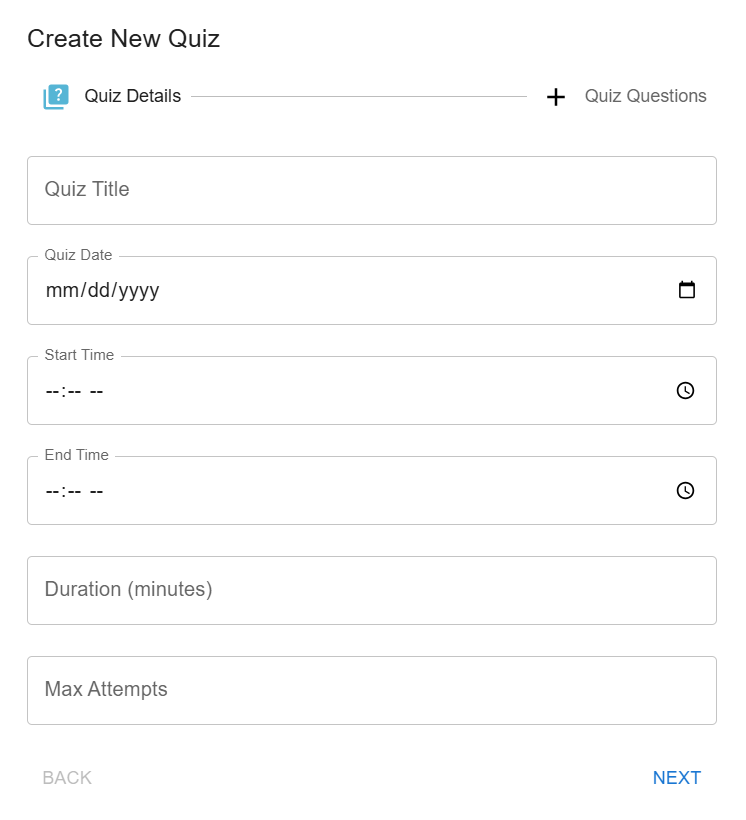 Create New Quiz
Quiz Details
Quiz Questions
Quiz Title
Quiz Date
mm/dd/yyyy
Start Time
--:-- --
End Time
--:-- --
Duration (minutes)
Max Attempts
BACK NEXT